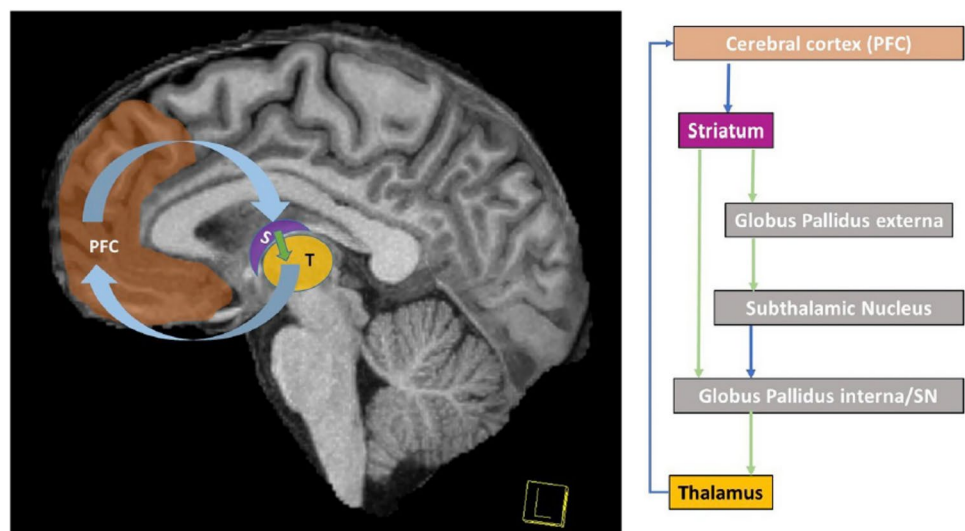 PFC
S
T
L
Cerebral cortex (PFC)
Striatum
Globus Pallidus externa
Subthalamic Nucleus
Globus Pallidus interna/SN
Thalamus